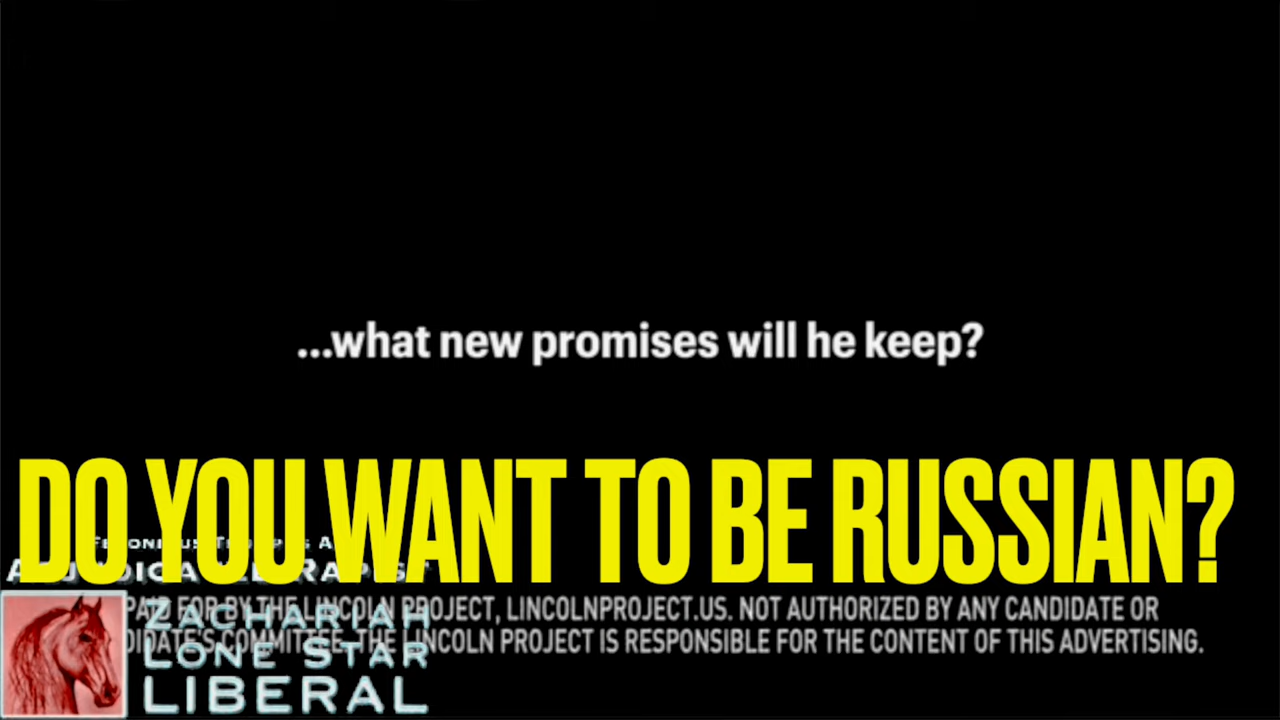 ...what new promises will he keep?
DO YOU WANT TO BE RUSSIAN?
PAID FOR BY THE LINCOLN PROJECT, LINCOLNPROJECT.US. NOT AUTHORIZED BY ANY CANDIDATE OR
COMMITTEE. THE LINCOLN PROJECT IS RESPONSIBLE FOR THE CONTENT OF THIS ADVERTISING.
ZACHARIAH
LONE STAR
LIBERAL